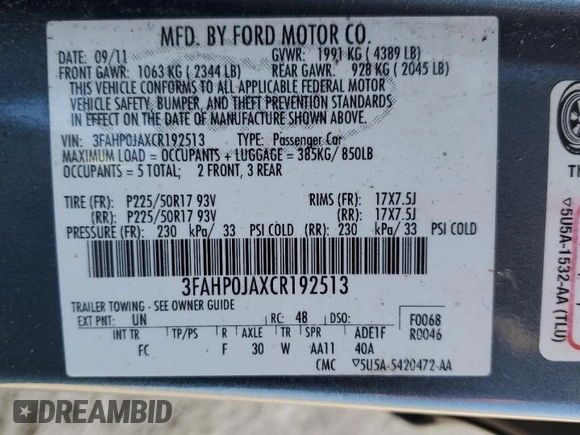 MFD. BY FORD MOTOR CO.
DATE: 09/11 GVWR: 1991 KG ( 4389 LB)
FRONT GAWR: 1063 KG ( 2344 LB) REAR GAWR: 928 KG ( 2045 LB)
THIS VEHICLE CONFORMS TO ALL APPLICABLE FEDERAL MOTOR
VEHICLE SAFETY, BUMPER, AND THEFT PREVENTION STANDARDS
IN EFFECT ON THE DATE OF MANUFACTURE SHOWN ABOVE.
VIN: 3FAHP0JAXCR192513 TYPE: Passenger Car
MAXIMUM LOAD = OCCUPANTS + LUGGAGE = 385KG/ 850LB
OCCUPANTS = 5 TOTAL; 2 FRONT, 3 REAR
TIRE (FR): P225/50R17 93V RIMS (FR): 17X7.5J
(RR): P225/50R17 93V (RR): 17X7.5J
PRESSURE (FR): 230 kPa/ 33 PSI COLD (RR): 230 kPa/ 33 PSI COLD
3FAHP0JAXCR192513
TRAILER TOWING - SEE OWNER GUIDE
EXT PNT: UN RC: 48 DSO: F0068
R0046
INT TR TP/PS R AXLE TR SPR ADE1F
FC F 30 W AA11 40A
CMC ▽5U5A-5420472-AA
TH
▽5U5A-1532-AA (TLO)
DREAMBID